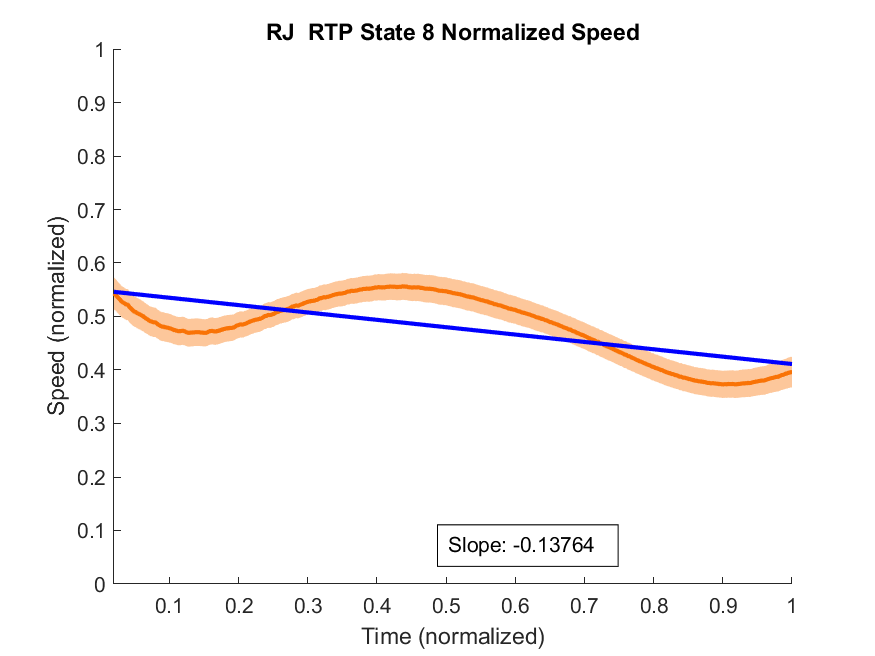 RJ  RTP State 8 Normalized Speed
1
0.9
0.8
0.7
0.6
0.5
0.4
0.3
0.2
0.1
0
Speed (normalized)
Slope: -0.13764
0.1 0.2 0.3 0.4 0.5 0.6 0.7 0.8 0.9 1
Time (normalized)